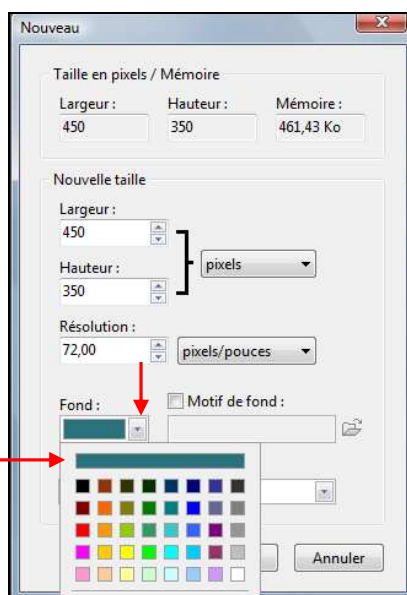 Nouveau
Taille en pixels / Mémoire
Largeur : Hauteur : Mémoire :
450 350 461,43 Ko
Nouvelle taille
Largeur :
450
pixels
Hauteur :
350
Résolution :
72,00 pixels/pouces
Fond : Motif de fond :
Annuler